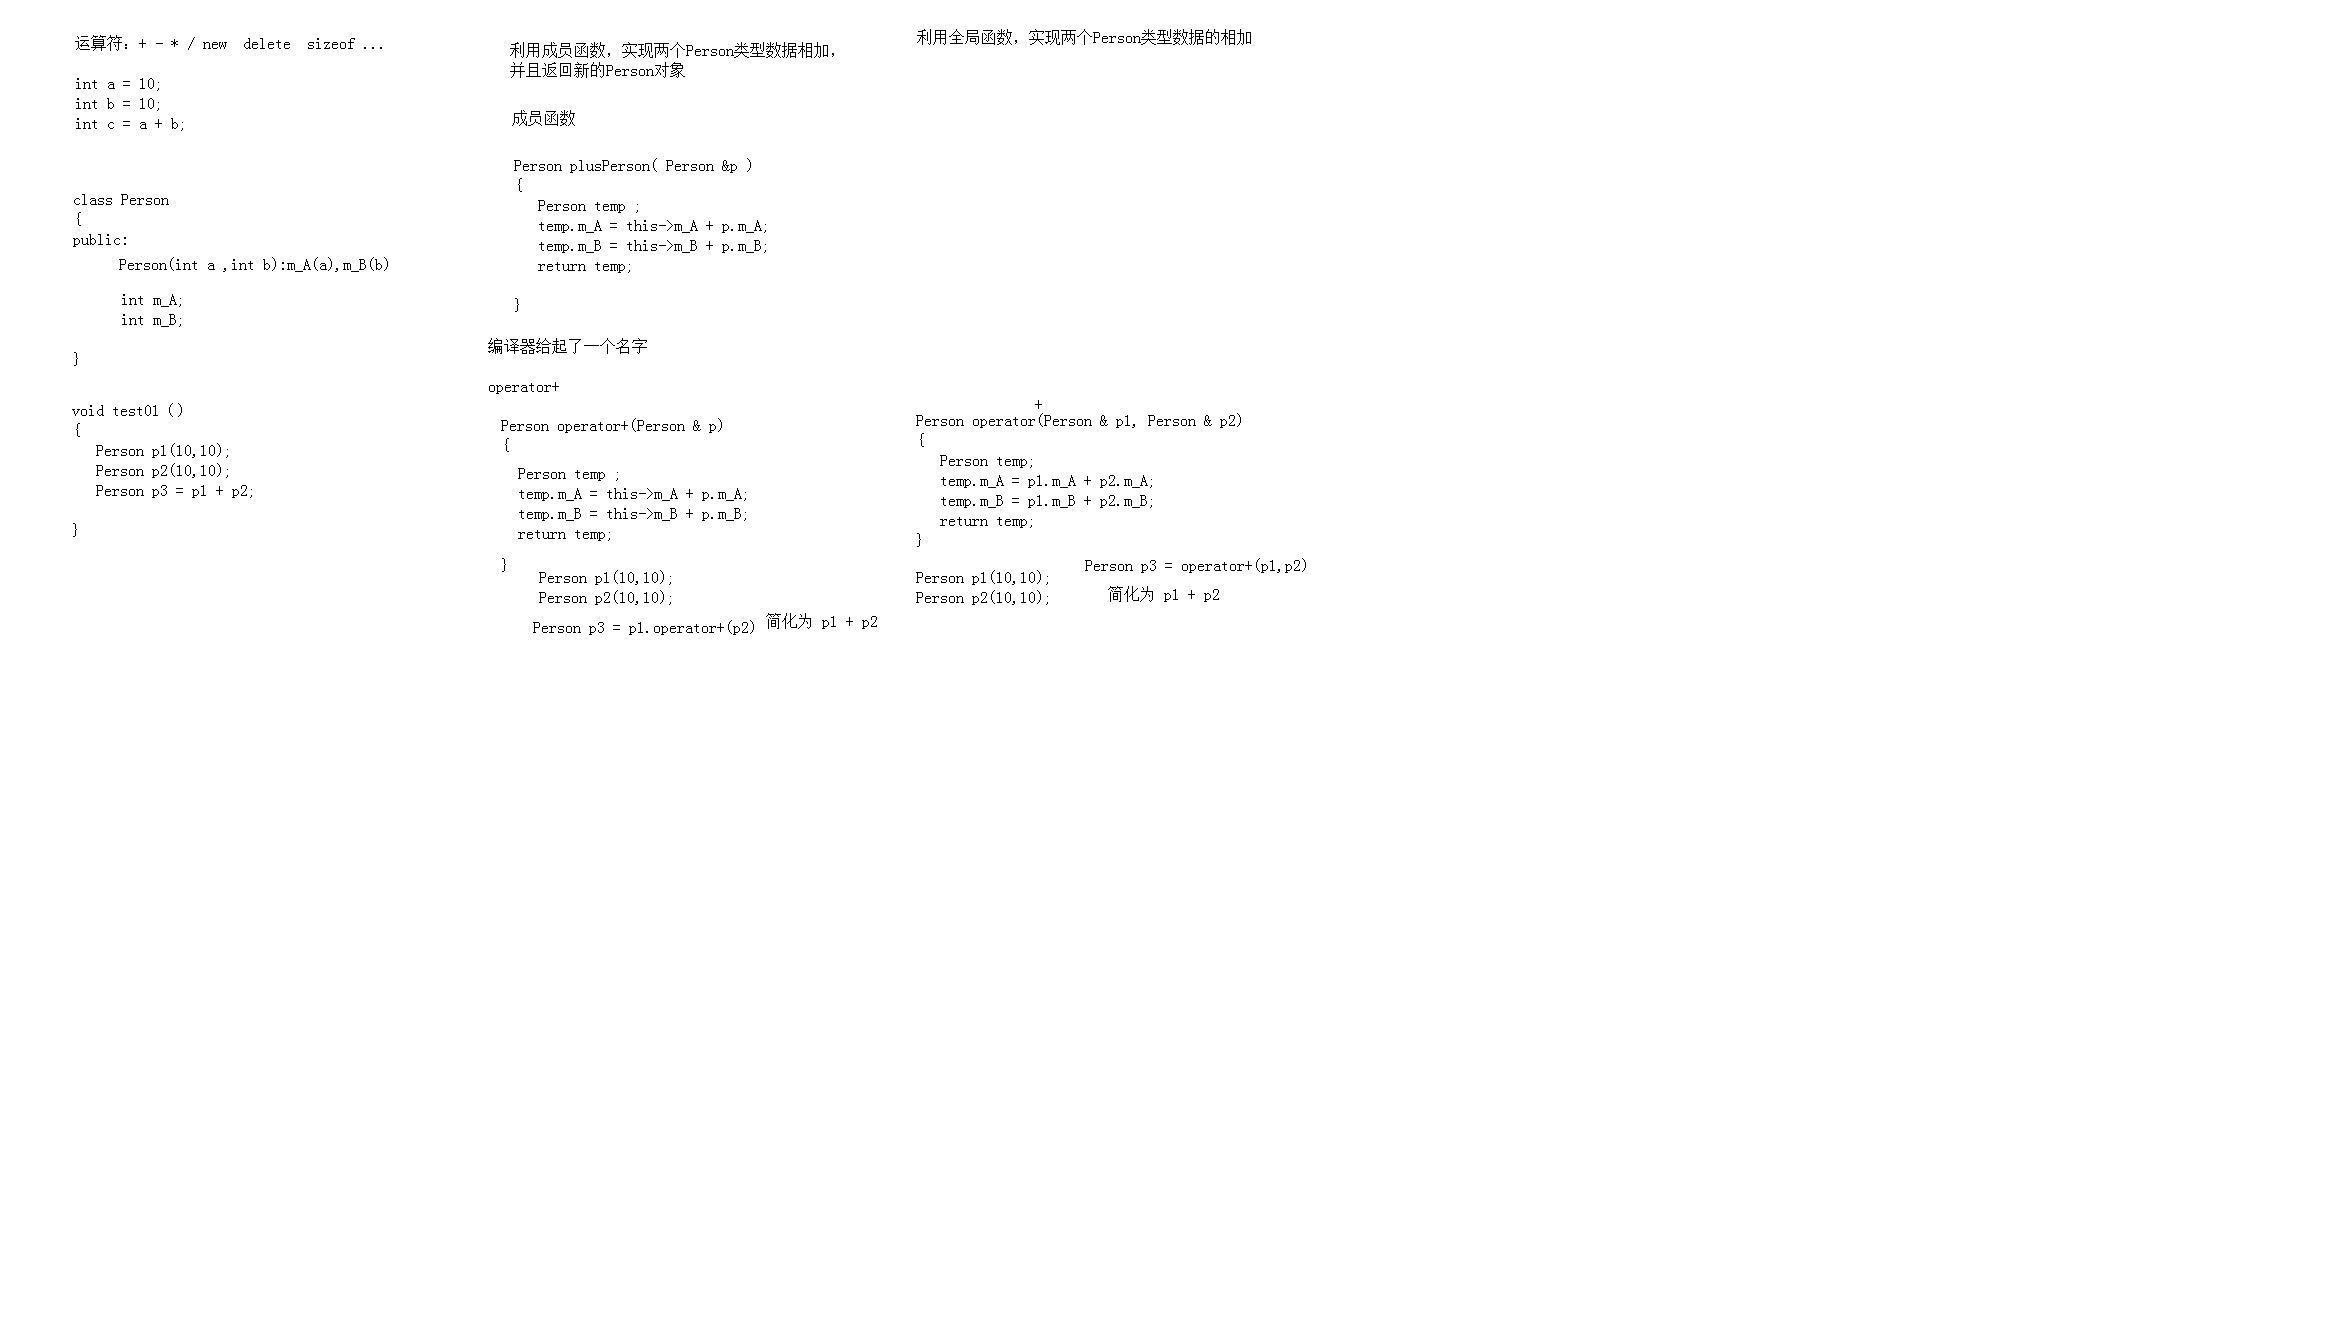 运算符：+ - * / new  delete  sizeof ...
int a = 10;
int b = 10;
int c = a + b;
class Person
{
public:
Person(int a ,int b):m_A(a),m_B(b)
int m_A;
int m_B;
}
void test01 ()
{
Person p1(10,10);
Person p2(10,10);
Person p3 = p1 + p2;
}
利用成员函数，实现两个Person类型数据相加，
并且返回新的Person对象
成员函数
Person plusPerson( Person &p )
{
Person temp ;
temp.m_A = this->m_A + p.m_A;
temp.m_B = this->m_B + p.m_B;
return temp;
}
编译器给起了一个名字
operator+
Person operator+(Person & p)
{
Person temp ;
temp.m_A = this->m_A + p.m_A;
temp.m_B = this->m_B + p.m_B;
return temp;
}
Person p1(10,10);
Person p2(10,10);
Person p3 = p1.operator+(p2)
简化为 p1 + p2
利用全局函数，实现两个Person类型数据的相加
+
Person operator(Person & p1, Person & p2)
{
Person temp;
temp.m_A = p1.m_A + p2.m_A;
temp.m_B = p1.m_B + p2.m_B;
return temp;
}
Person p1(10,10);
Person p2(10,10);
Person p3 = operator+(p1,p2)
简化为 p1 + p2